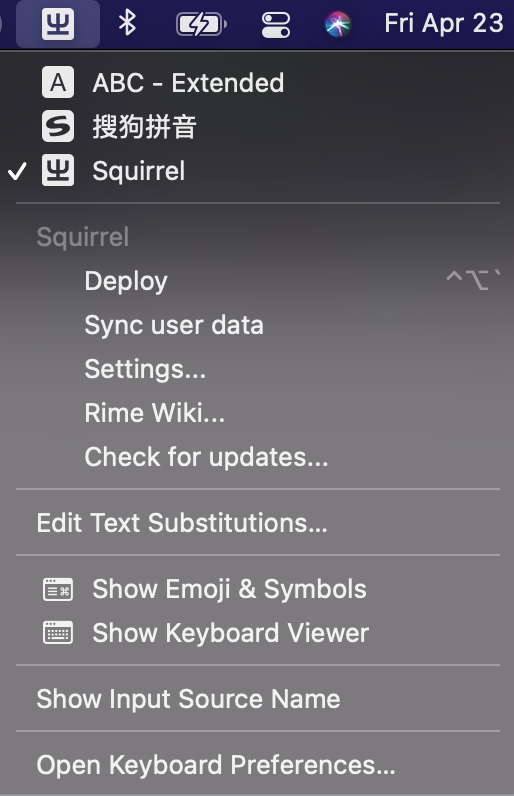 Fri Apr 23
A ABC - Extended
搜狗拼音
Squirrel
Squirrel
Deploy ^⌥`
Sync user data
Settings...
Rime Wiki...
Check for updates...
Edit Text Substitutions...
Show Emoji & Symbols
Show Keyboard Viewer
Show Input Source Name
Open Keyboard Preferences...